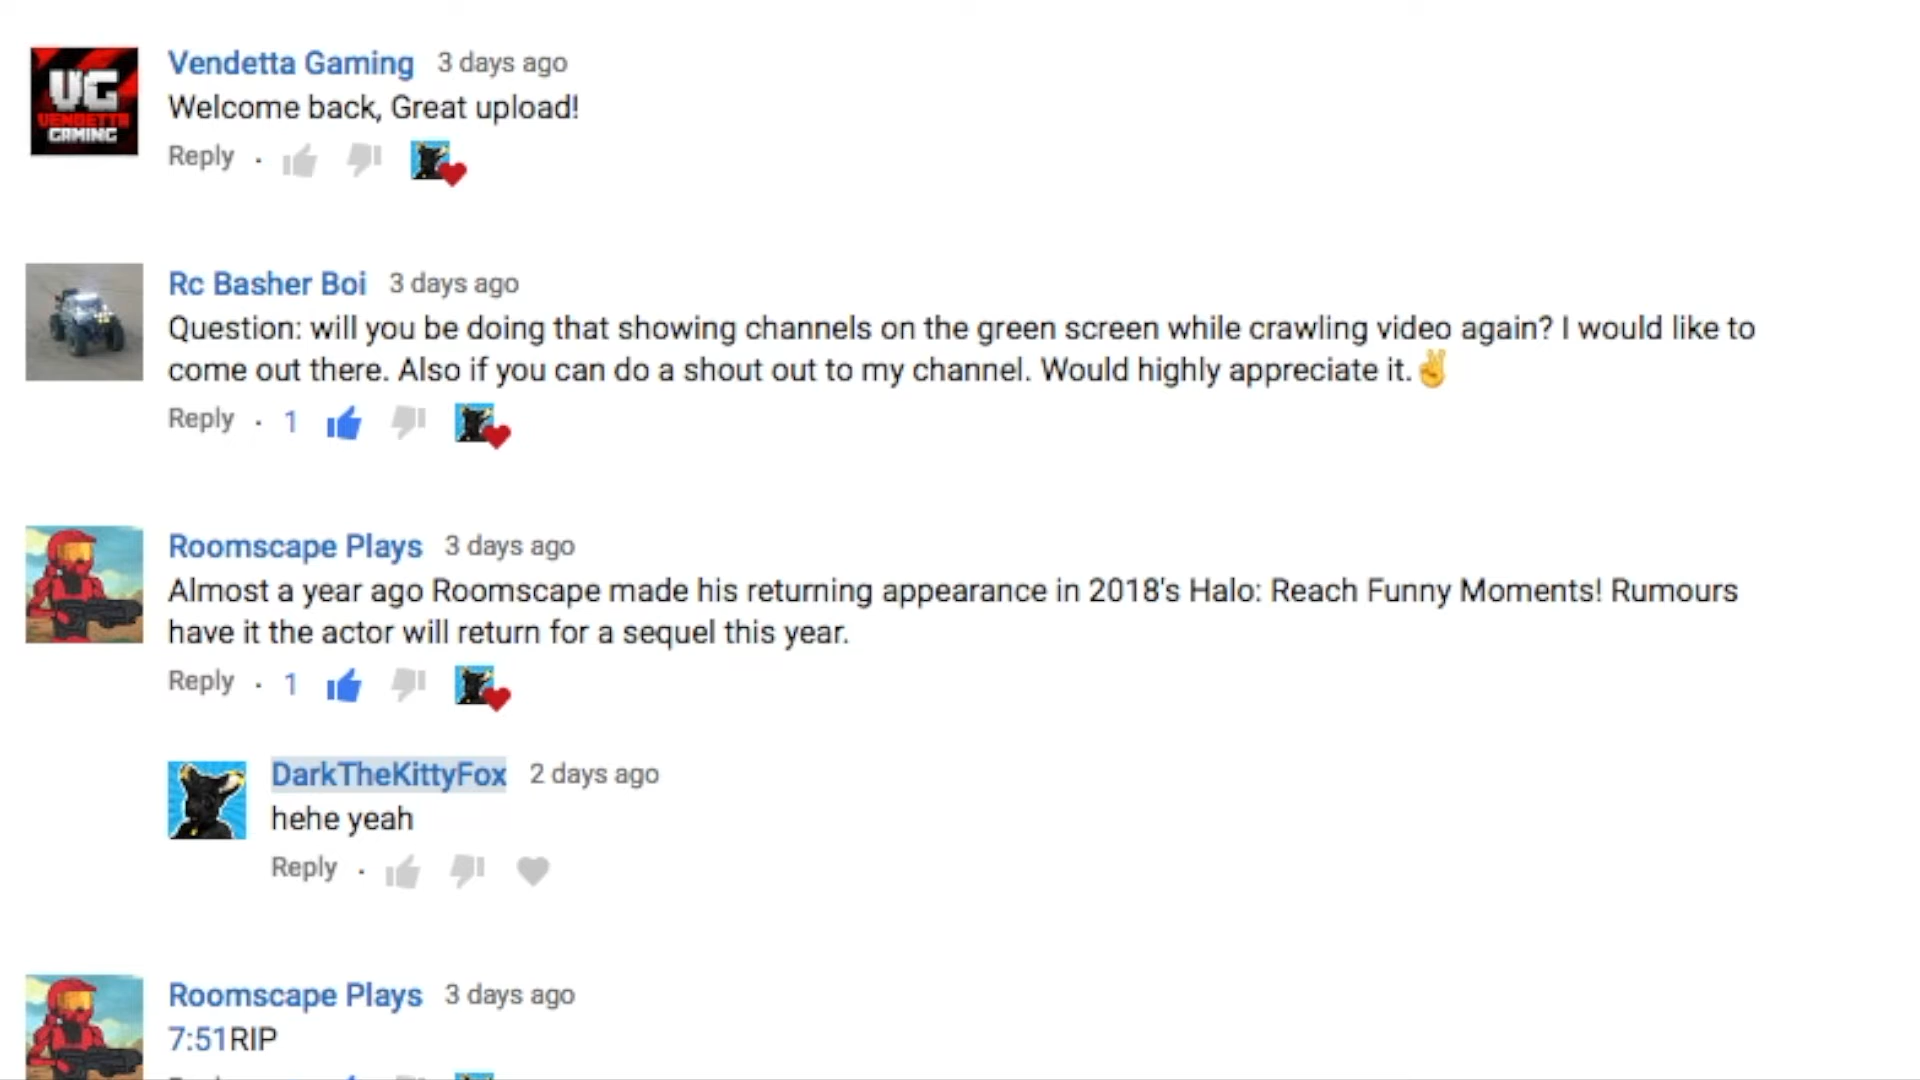 VG
VENDETTA
GAMING
Vendetta Gaming 3 days ago
Welcome back, Great upload!
Reply .
Rc Basher Boi 3 days ago
Question: will you be doing that showing channels on the green screen while crawling video again? I would like to
come out there. Also if you can do a shout out to my channel. Would highly appreciate it.✌
Reply . 1
Roomscape Plays 3 days ago
Almost a year ago Roomscape made his returning appearance in 2018's Halo: Reach Funny Moments! Rumours
have it the actor will return for a sequel this year.
Reply . 1
DarkTheKittyFox 2 days ago
hehe yeah
Reply .
Roomscape Plays 3 days ago
7:51RIP